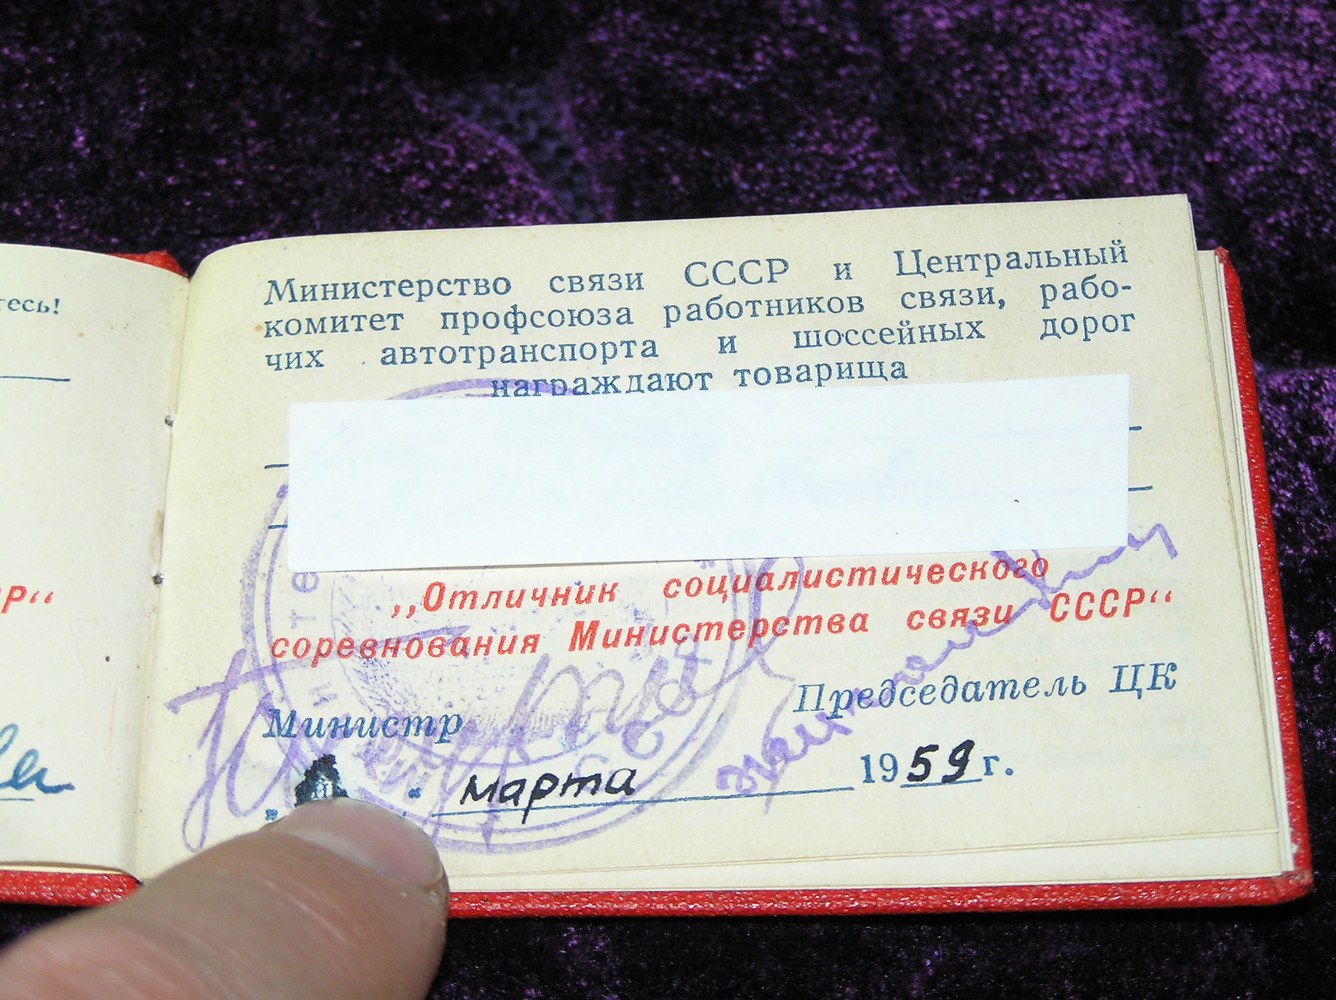 тесь!
Р“
Министерство связи СССР и Центральный
комитет профсоюза работников связи, рабо-
чих автотранспорта и шоссейных дорог
награждают товарища
„Отличник социалистического
соревнования Министерства связи СССР“
Министр
Председатель ЦК
марта 1959 г.